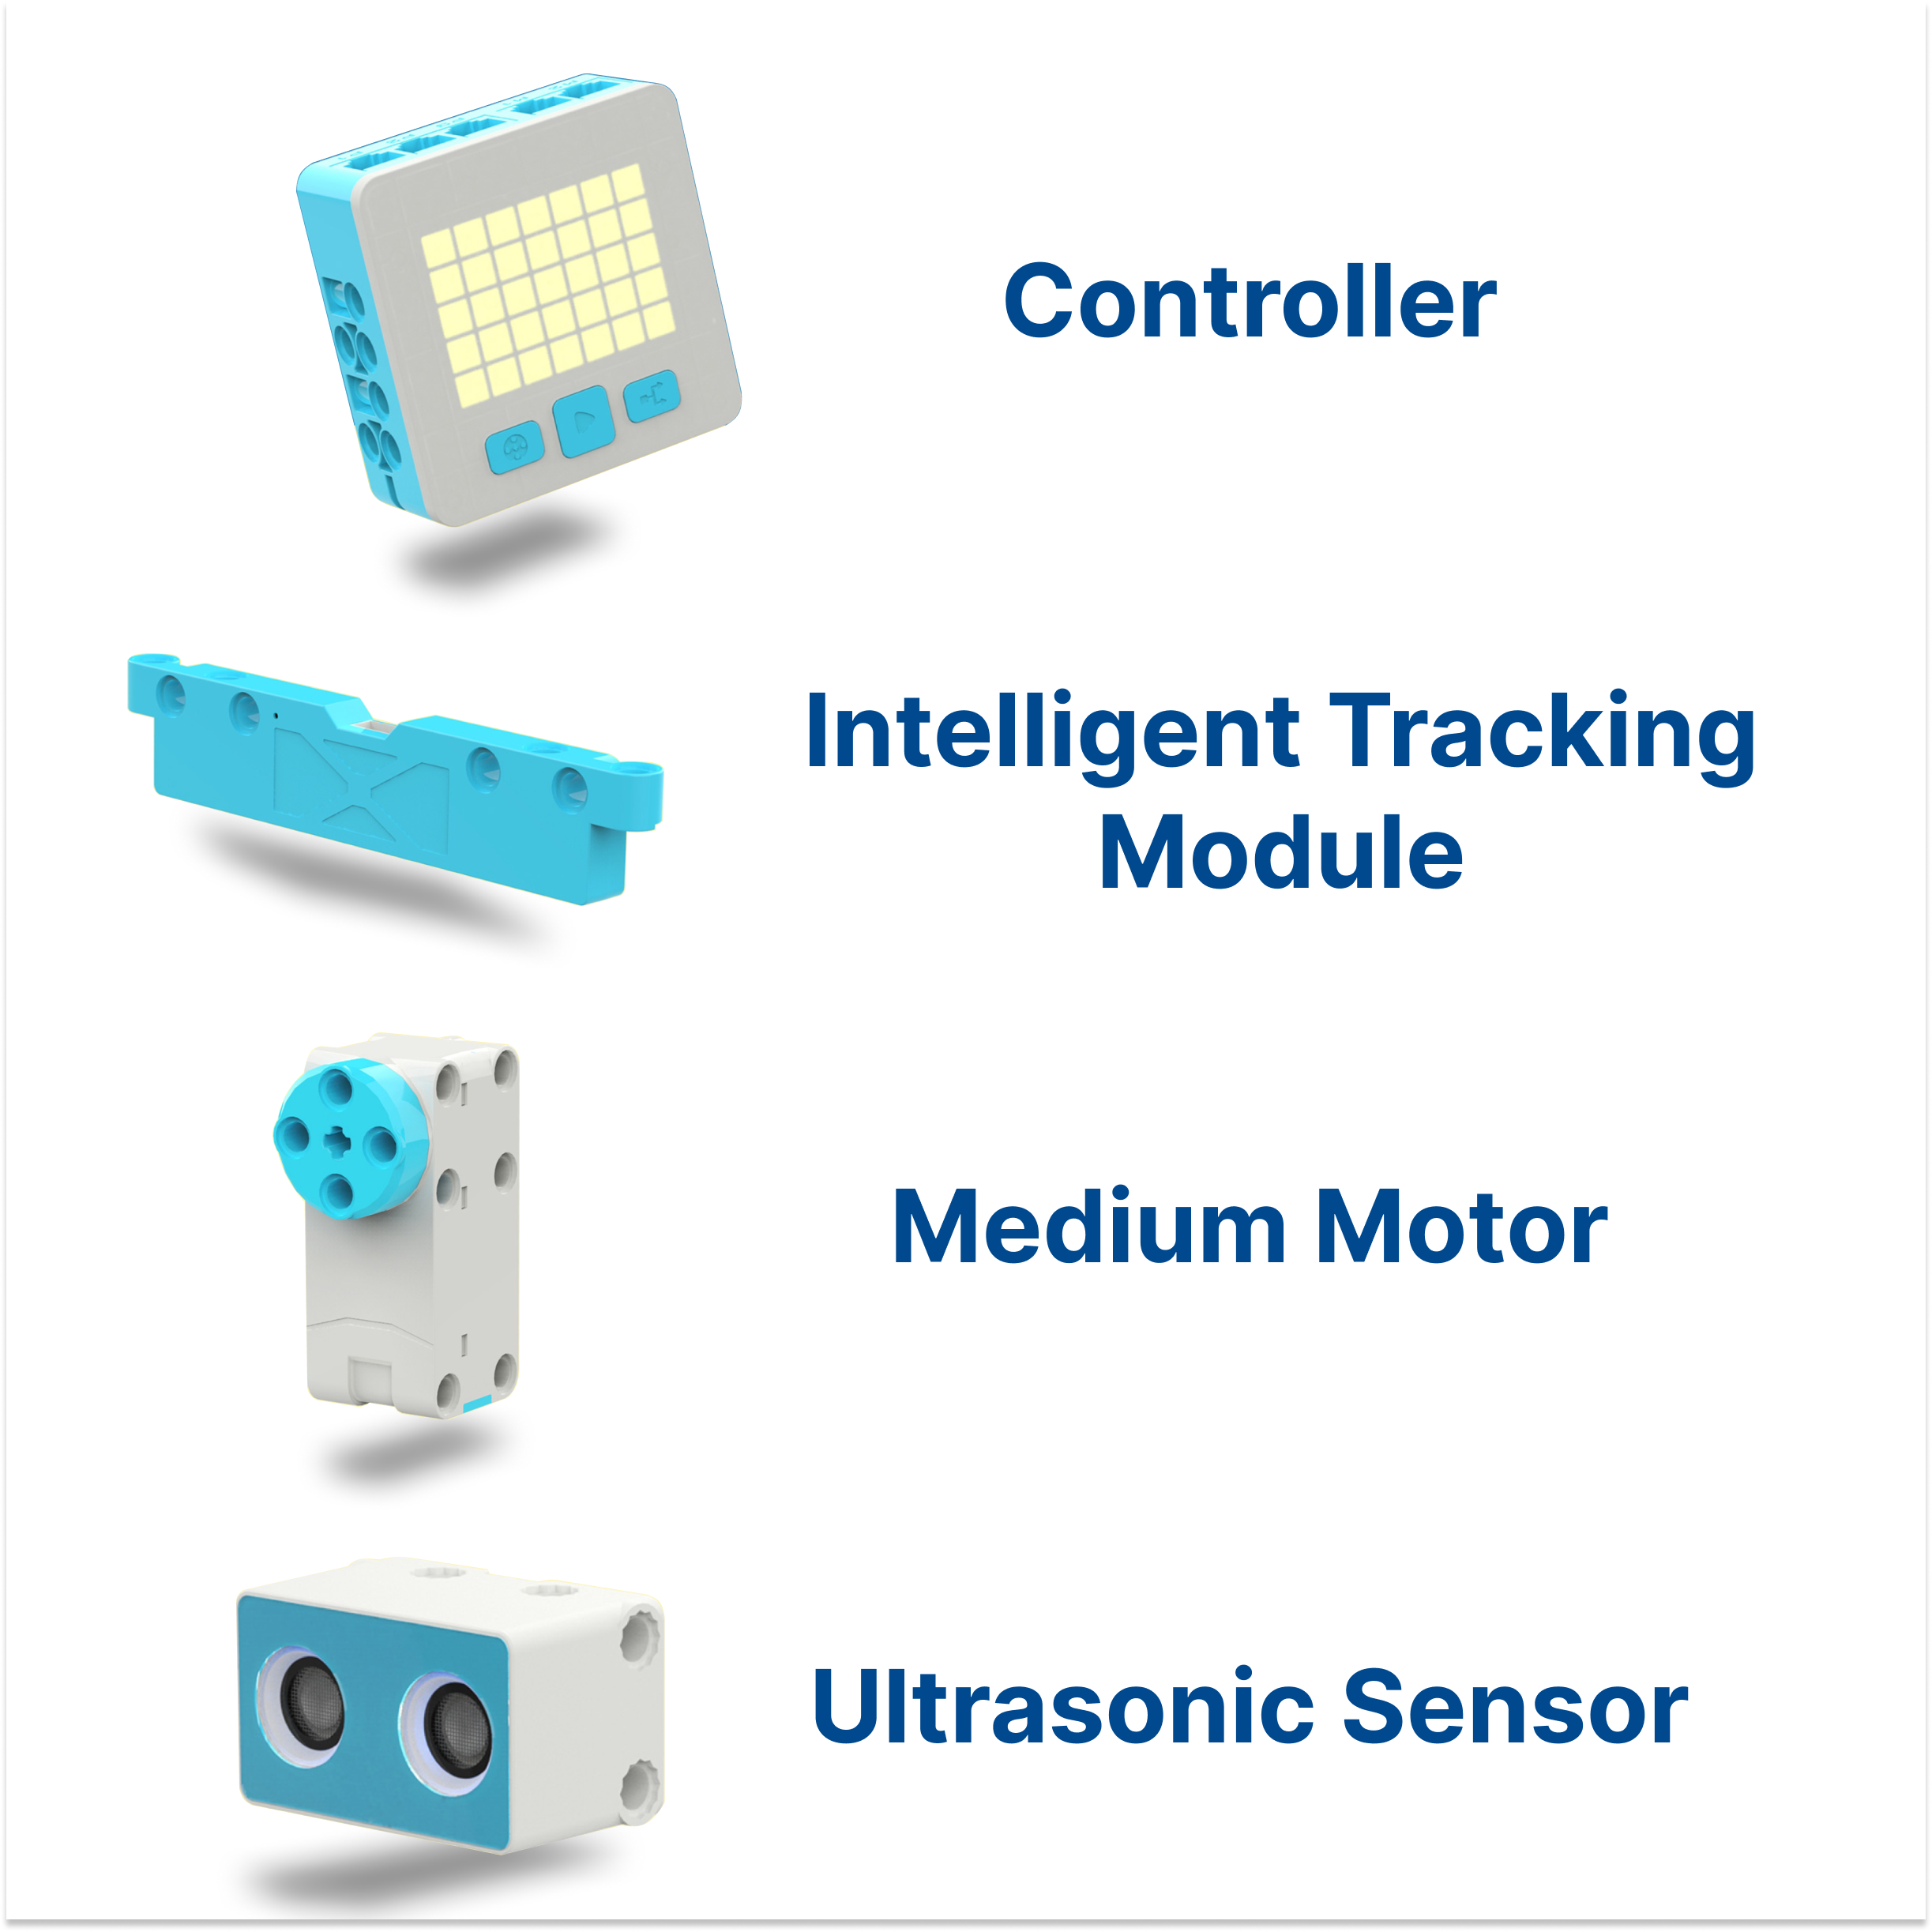 Controller
Intelligent Tracking
Module
Medium Motor
Ultrasonic Sensor